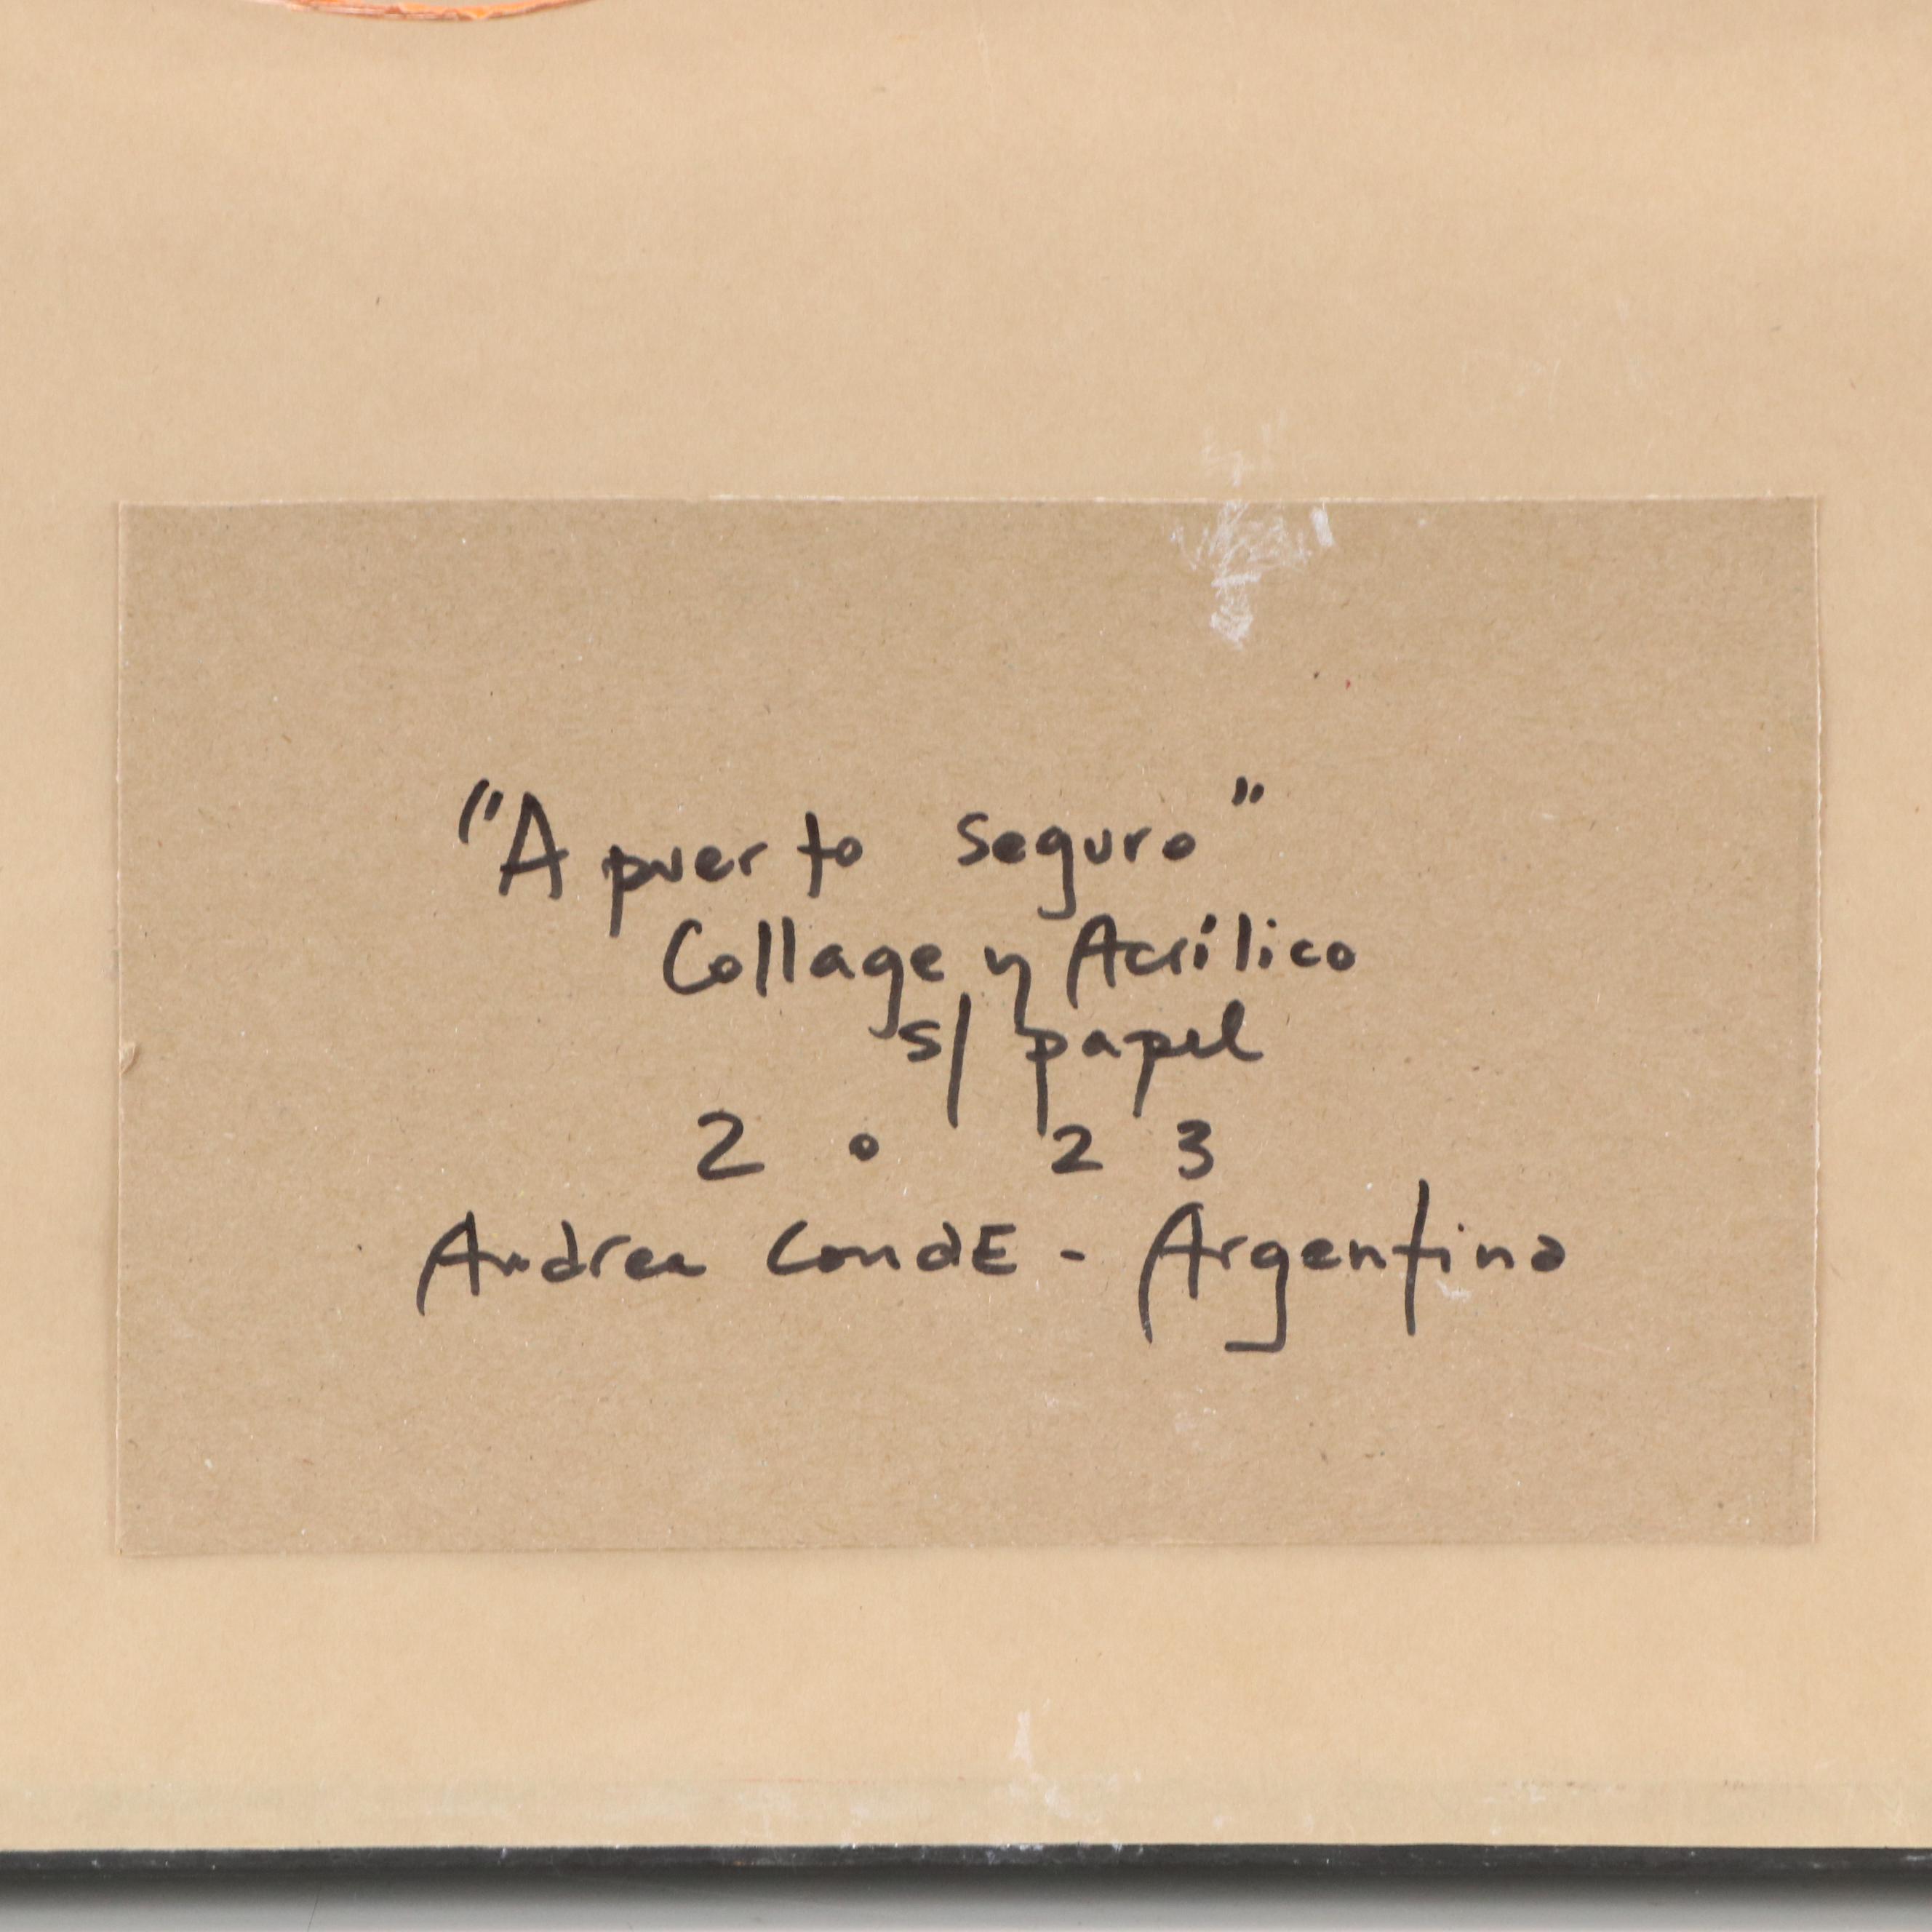 "A puerto seguro"
Collage y Acrílico
s/ papel
2 0 2 3
Andrea CondE - Argentina